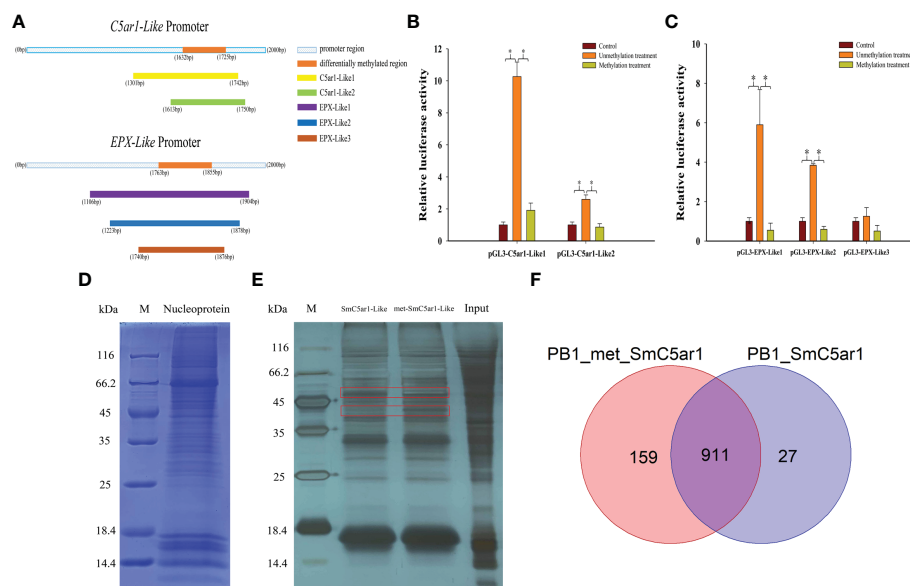 A
C5ar1-Like Promoter
(0bp)
(2000bp)
(1632bp)
(1725bp)
(1301bp)
(1742bp)
(1613bp)
(1750bp)
EPX-Like Promoter
(0bp)
(2000bp)
(1763bp)
(1855bp)
(1106bp)
(1904bp)
(1223bp)
(1878bp)
(1740bp)
(1876bp)
promoter region
differentially methylated region
C5ar1-Like1
C5ar1-Like2
EPX-Like1
EPX-Like2
EPX-Like3
B
Relative luciferase activity
12
10
8
6
4
2
0
* *
* *
Control
Unmethylation treatment
Methylation treatment
pGL3-C5ar1-Like1
pGL3-C5ar1-Like2
C
Relative luciferase activity
10
8
6
4
2
0
* *
* *
Control
Unmethylation treatment
Methylation treatment
pGL3-EPX-Like1
pGL3-EPX-Like2
pGL3-EPX-Like3
D
kDa
M
Nucleoprotein
116
66.2
45
35
25
18.4
14.4
E
kDa
M
SmC5ar1-Like
met-SmC5ar1-Like
Input
116
66.2
45
35
25
18.4
14.4
F
PB1_met_SmC5ar1
PB1_SmC5ar1
159
911
27